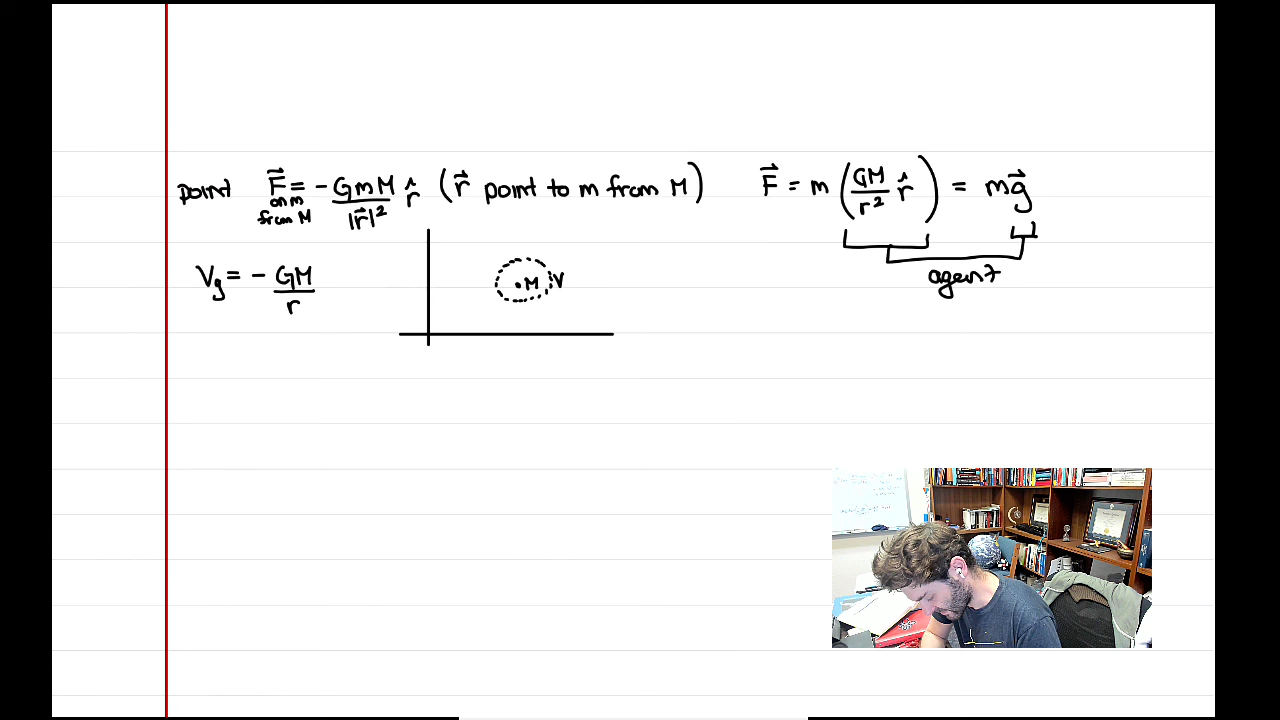 point F⃗ = - GmM/|r⃗|² r̂ (r⃗ point to m from M) F⃗ = m (GM/r² r̂) = mg⃗
on m
from M
agent
Vg = - GM/r
M V